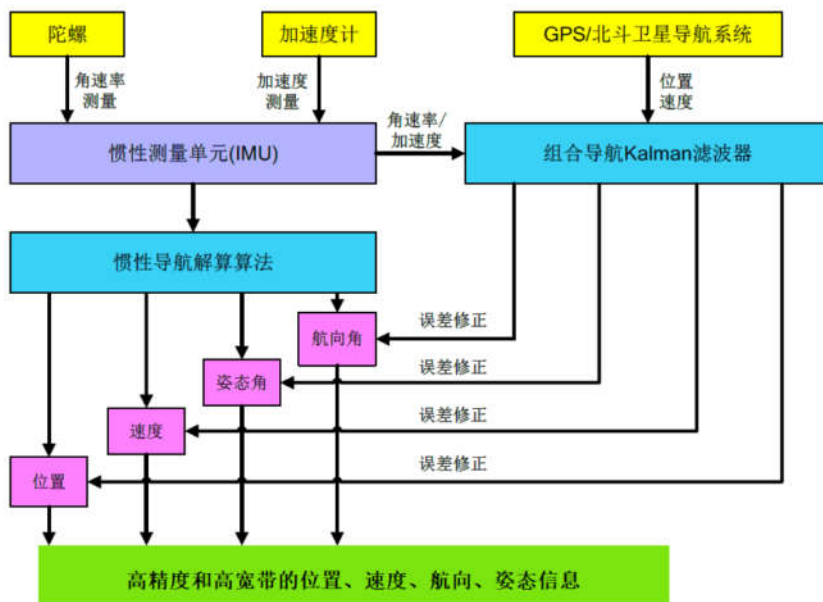 陀螺
加速度计
GPS/北斗卫星导航系统
角速率
测量
加速度
测量
位置
速度
角速率/
加速度
惯性测量单元(IMU)
组合导航Kalman滤波器
惯性导航解算算法
航向角
误差修正
姿态角
误差修正
速度
误差修正
位置
误差修正
高精度和高宽带的位置、速度、航向、姿态信息